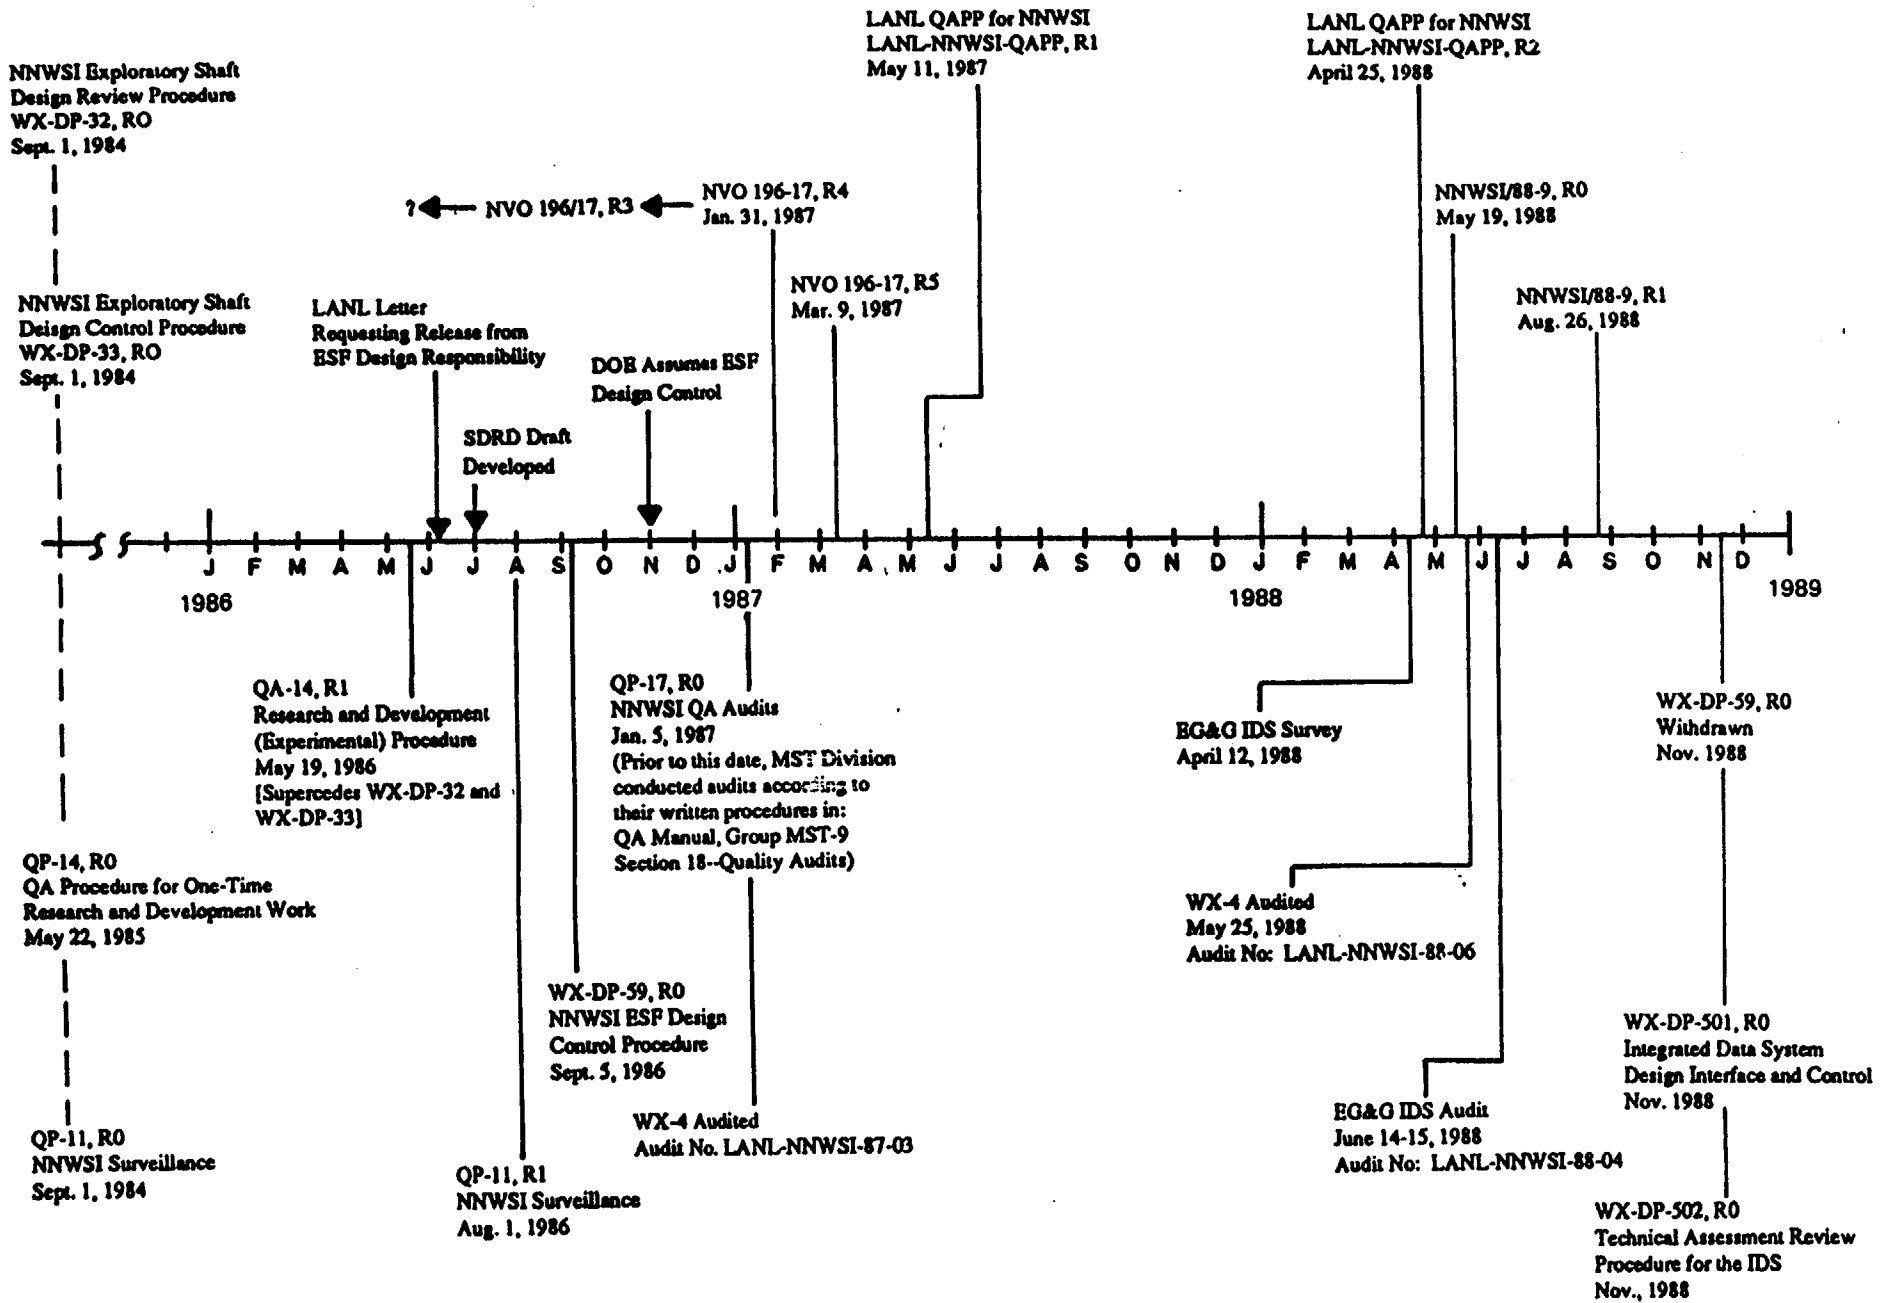 LANL QAPP for NNWSI
LANL-NNWSI-QAPP, R1
May 11, 1987
LANL QAPP for NNWSI
LANL-NNWSI-QAPP, R2
April 25, 1988
NNWSI Exploratory Shaft
Design Review Procedure
WX-DP-32, RO
Sept. 1, 1984
? NVO 196/17, R3
NVO 196-17, R4
Jan. 31, 1987
NNWSI/88-9, R0
May 19, 1988
NVO 196-17, R5
Mar. 9, 1987
NNWSI/88-9, R1
Aug. 26, 1988
NNWSI Exploratory Shaft
Deisgn Control Procedure
WX-DP-33, RO
Sept. 1, 1984
LANL Letter
Requesting Release from
ESF Design Responsibility
DOE Assumes ESF
Design Control
SDRD Draft
Developed
J F M A M J J A S O N D J F M A M J J A S O N D J F M A M J J A S O N D
1986 1987 1988 1989
QA-14, R1
Research and Development
(Experimental) Procedure
May 19, 1986
[Supercedes WX-DP-32 and
WX-DP-33]
QP-17, R0
NNWSI QA Audits
Jan. 5, 1987
(Prior to this date, MST Division
conducted audits according to
their written procedures in:
QA Manual, Group MST-9
Section 18--Quality Audits)
EG&G IDS Survey
April 12, 1988
WX-DP-59, R0
Withdrawn
Nov. 1988
QP-14, RO
QA Procedure for One-Time
Research and Development Work
May 22, 1985
WX-4 Audited
May 25, 1988
Audit No: LANL-NNWSI-88-06
WX-DP-59, R0
NNWSI ESF Design
Control Procedure
Sept. 5, 1986
WX-DP-501, R0
Integrated Data System
Design Interface and Control
Nov. 1988
WX-4 Audited
Audit No. LANL-NNWSI-87-03
EG&G IDS Audit
June 14-15, 1988
Audit No: LANL-NNWSI-88-04
QP-11, RO
NNWSI Surveillance
Sept. 1, 1984
QP-11, R1
NNWSI Surveillance
Aug. 1, 1986
WX-DP-502, R0
Technical Assessment Review
Procedure for the IDS
Nov., 1988